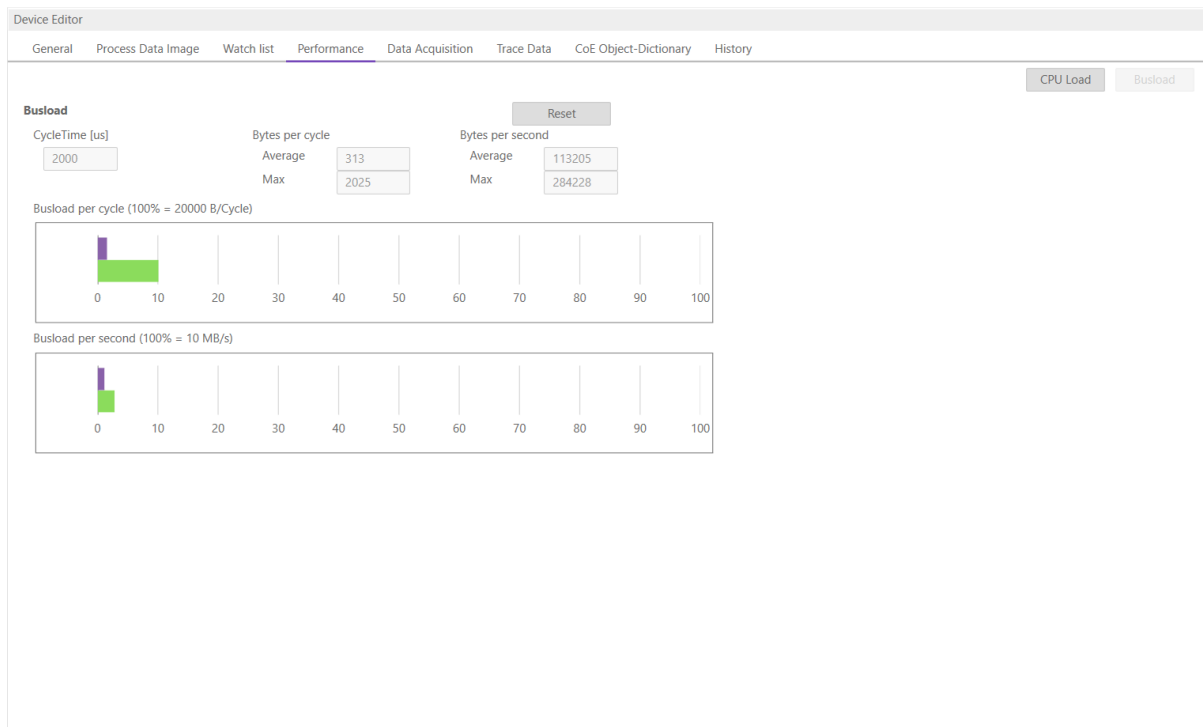 Device Editor
General Process Data Image Watch list Performance Data Acquisition Trace Data CoE Object-Dictionary History
CPU Load Busload
Busload Reset
CycleTime [us] Bytes per cycle Bytes per second
2000 Average 313 Average 113205
Max 2025 Max 284228
Busload per cycle (100% = 20000 B/Cycle)
0 10 20 30 40 50 60 70 80 90 100
Busload per second (100% = 10 MB/s)
0 10 20 30 40 50 60 70 80 90 100